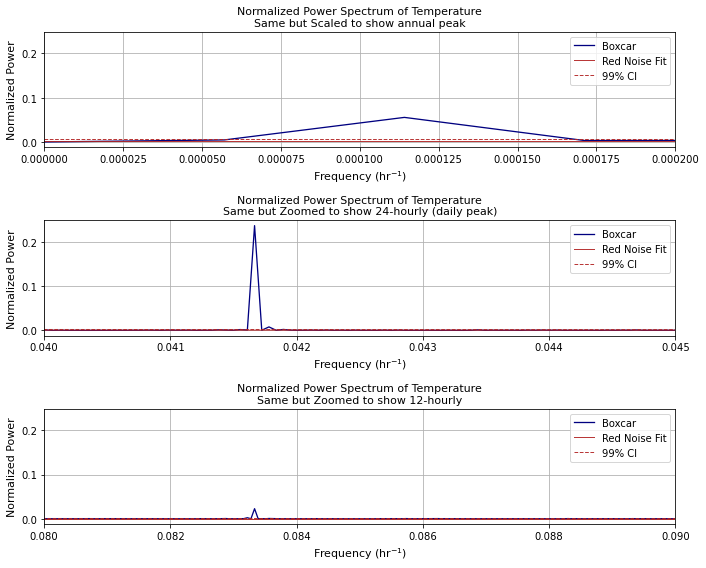 Normalized Power Spectrum of Temperature
Same but Scaled to show annual peak
Normalized Power
0.2
0.1
0.0
Boxcar
Red Noise Fit
99% CI
0.000000 0.000025 0.000050 0.000075 0.000100 0.000125 0.000150 0.000175 0.000200
Frequency (hr⁻¹)
Normalized Power Spectrum of Temperature
Same but Zoomed to show 24-hourly (daily peak)
Normalized Power
0.2
0.1
0.0
Boxcar
Red Noise Fit
99% CI
0.040 0.041 0.042 0.043 0.044 0.045
Frequency (hr⁻¹)
Normalized Power Spectrum of Temperature
Same but Zoomed to show 12-hourly
Normalized Power
0.2
0.1
0.0
Boxcar
Red Noise Fit
99% CI
0.080 0.082 0.084 0.086 0.088 0.090
Frequency (hr⁻¹)